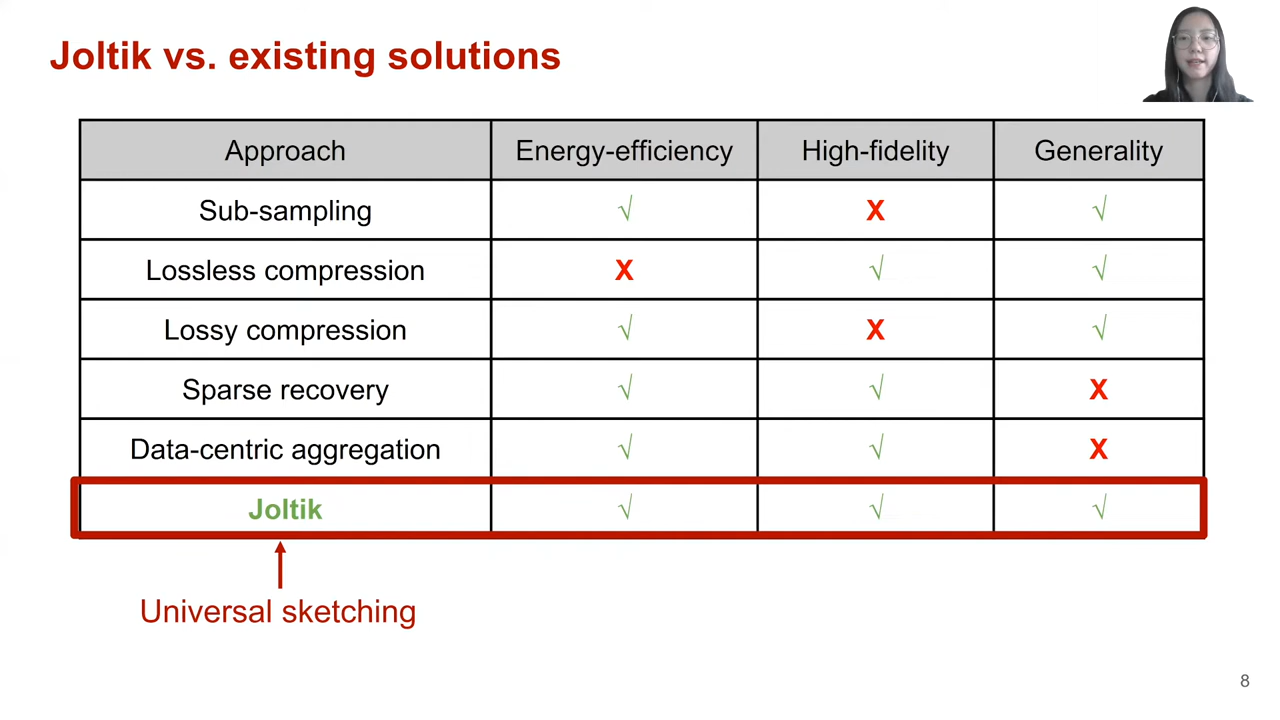 Joltik vs. existing solutions
Approach Energy-efficiency High-fidelity Generality
Sub-sampling √ X √
Lossless compression X √ √
Lossy compression √ X √
Sparse recovery √ √ X
Data-centric aggregation √ √ X
Joltik √ √ √
Universal sketching
8